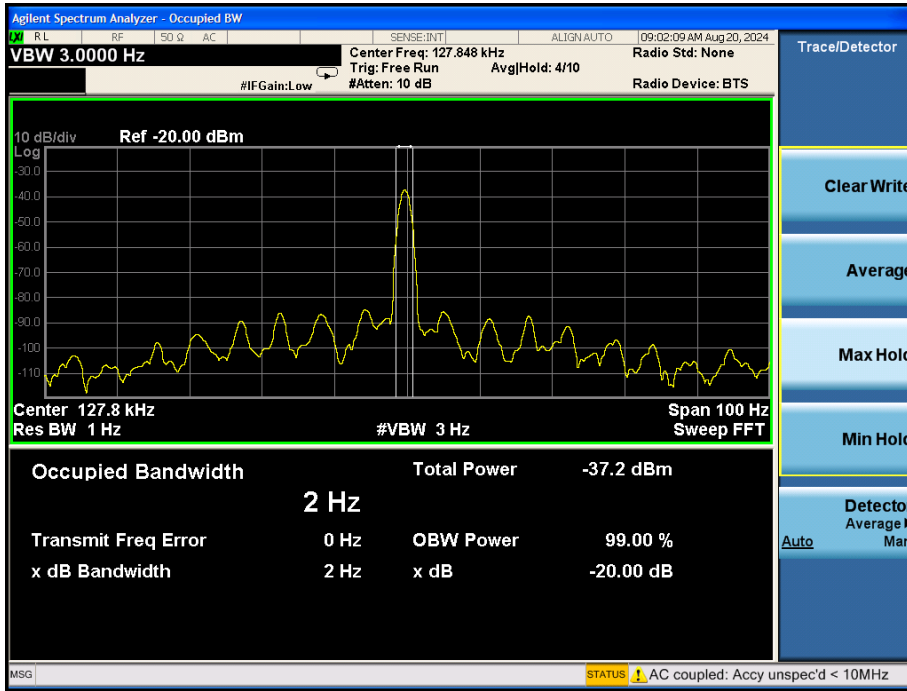 Agilent Spectrum Analyzer - Occupied BW
LXI RL RF 50 Ω AC SENSE:INT ALIGN AUTO 09:02:09 AM Aug 20, 2024
VBW 3.0000 Hz
Center Freq: 127.848 kHz Radio Std: None
Trig: Free Run Avg|Hold: 4/10
#IFGain:Low #Atten: 10 dB Radio Device: BTS
Trace/Detector
10 dB/div Ref -20.00 dBm
Log
-30.0
-40.0
-50.0
-60.0
-70.0
-80.0
-90.0
-100
-110
Center 127.8 kHz Span 100 Hz
Res BW 1 Hz #VBW 3 Hz Sweep FFT
Occupied Bandwidth Total Power -37.2 dBm
2 Hz
Transmit Freq Error 0 Hz OBW Power 99.00 %
x dB Bandwidth 2 Hz x dB -20.00 dB
Clear Write
Average
Max Hold
Min Hold
Detecto
Average
Auto Man
MSG STATUS AC coupled: Accy unspec'd < 10MHz